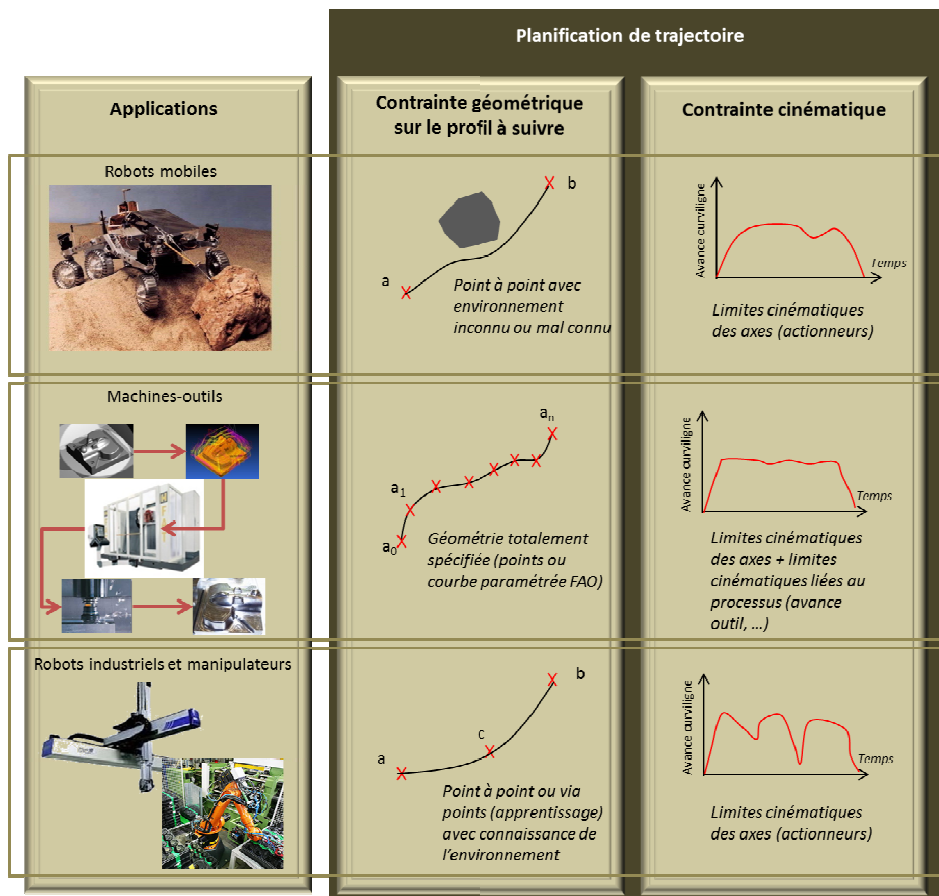 Planification de trajectoire
Applications
Contrainte géométrique
sur le profil à suivre
Contrainte cinématique
Robots mobiles
a
b
Point à point avec
environnement
inconnu ou mal connu
Avance curviligne
Temps
Limites cinématiques
des axes (actionneurs)
Machines-outils
a0
a1
an
Géométrie totalement
spécifiée (points ou
courbe paramétrée FAO)
Avance curviligne
Temps
Limites cinématiques
des axes + limites
cinématiques liées au
processus (avance
outil, ...)
Robots industriels et manipulateurs
a
c
b
Point à point ou via
points (apprentissage)
avec connaissance de
l'environnement
Avance curviligne
Temps
Limites cinématiques
des axes (actionneurs)